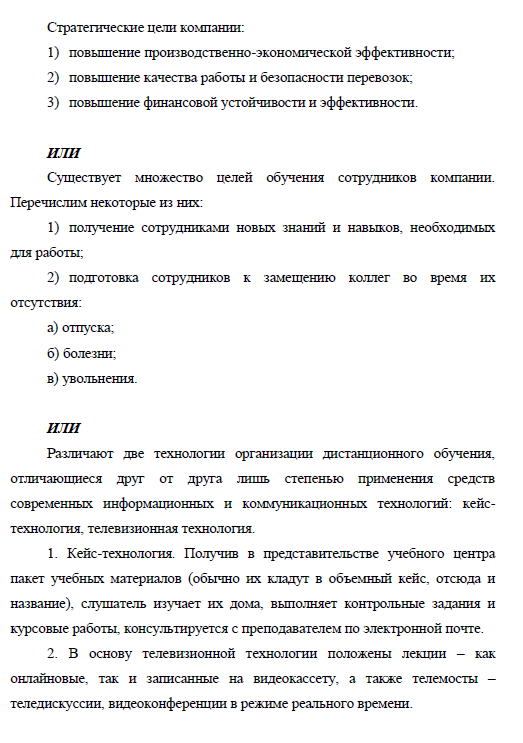 Стратегические цели компании:
1) повышение производственно-экономической эффективности;
2) повышение качества работы и безопасности перевозок;
3) повышение финансовой устойчивости и эффективности.
ИЛИ
Существует множество целей обучения сотрудников компании.
Перечислим некоторые из них:
1) получение сотрудниками новых знаний и навыков, необходимых
для работы;
2) подготовка сотрудников к замещению коллег во время их
отсутствия:
а) отпуска;
б) болезни;
в) увольнения.
ИЛИ
Различают две технологии организации дистанционного обучения,
отличающиеся друг от друга лишь степенью применения средств
современных информационных и коммуникационных технологий: кейс-
технология, телевизионная технология.
1. Кейс-технология. Получив в представительстве учебного центра
пакет учебных материалов (обычно их кладут в объемный кейс, отсюда и
название), слушатель изучает их дома, выполняет контрольные задания и
курсовые работы, консультируется с преподавателем по электронной почте.
2. В основу телевизионной технологии положены лекции – как
онлайновые, так и записанные на видеокассету, а также телемосты –
теледискуссии, видеоконференции в режиме реального времени.